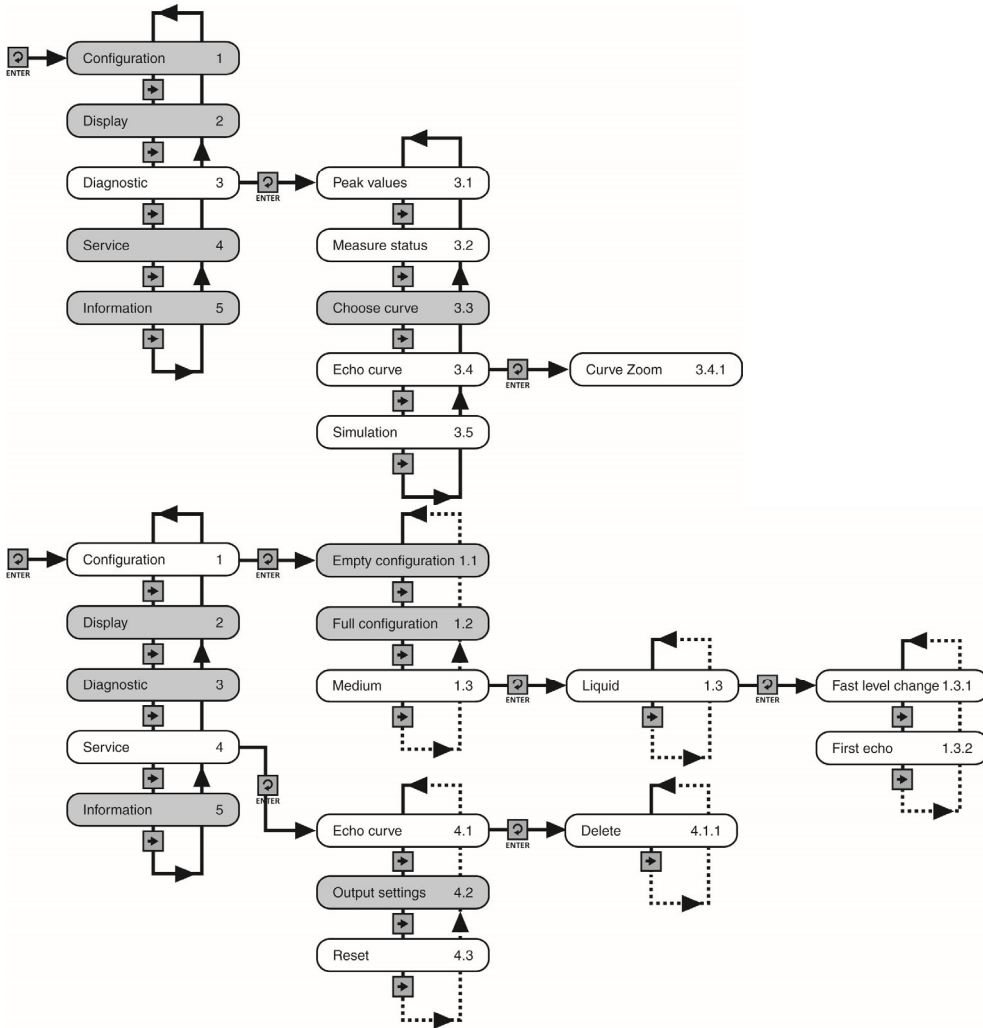 ENTER
Configuration 1
Display 2
Diagnostic 3
ENTER
Peak values 3.1
Measure status 3.2
Service 4
Information 5
Choose curve 3.3
Echo curve 3.4
ENTER
Curve Zoom 3.4.1
Simulation 3.5
ENTER
Configuration 1
ENTER
Empty configuration 1.1
Display 2
Full configuration 1.2
Diagnostic 3
Medium 1.3
ENTER
Liquid 1.3
ENTER
Fast level change 1.3.1
Service 4
First echo 1.3.2
ENTER
Information 5
Echo curve 4.1
ENTER
Delete 4.1.1
Output settings 4.2
Reset 4.3